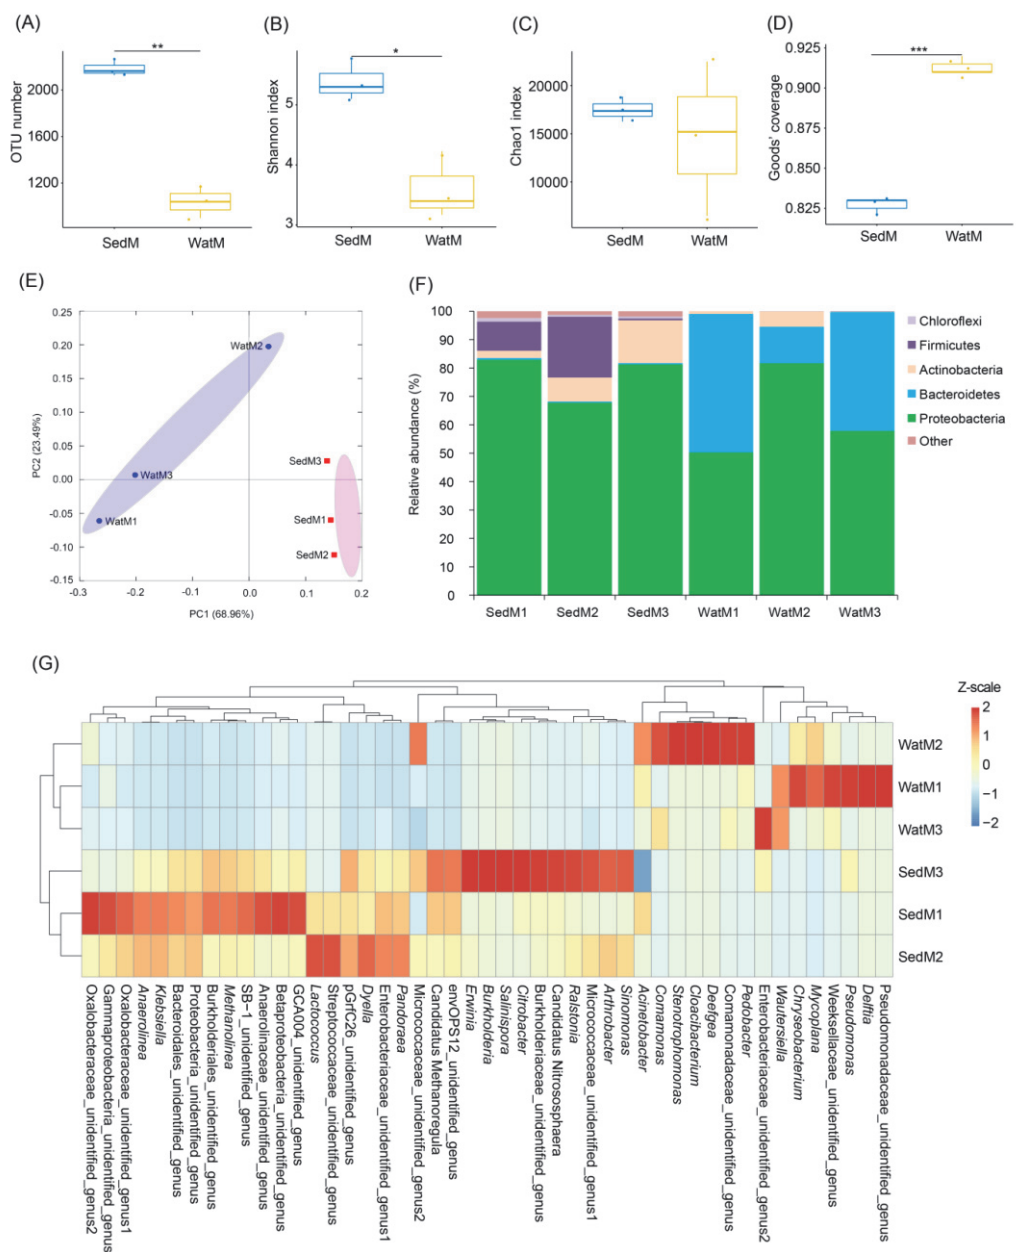 (A)
OTU number
2200
2000
1600
1200
**
SedM
WatM
(B)
Shannon index
5
4
3
*
SedM
WatM
(C)
Chao1 index
20000
15000
10000
SedM
WatM
(D)
Goods' coverage
0.925
0.900
0.875
0.850
0.825
***
SedM
WatM
(E)
PC2 (23.49%)
0.25
0.20
0.15
0.10
0.05
0.00
-0.05
-0.10
-0.15
WatM2
WatM3
WatM1
SedM3
SedM1
SedM2
-0.3
-0.2
-0.1
0.0
0.1
0.2
PC1 (68.96%)
(F)
Relative abundance (%)
100
90
80
70
60
50
40
30
20
10
0
SedM1
SedM2
SedM3
WatM1
WatM2
WatM3
Chloroflexi
Firmicutes
Actinobacteria
Bacteroidetes
Proteobacteria
Other
(G)
Z-scale
2
1
0
−1
−2
WatM2
WatM1
WatM3
SedM3
SedM1
SedM2
Oxalobacteraceae_unidentified_genus2
Gammaproteobacteria_unidentified_genus
Oxalobacteraceae_unidentified_genus1
Anaerolinea
Klebsiella
Bacteroidales_unidentified_genus
Proteobacteria_unidentified_genus
Burkholderiales_unidentified_genus
Methanolinea
SB−1_unidentified_genus
Anaerolinaceae_unidentified_genus
Betaproteobacteria_unidentified_genus
GCA004_unidentified_genus
Lactococcus
Streptococcaceae_unidentified_genus
pGrfC26_unidentified_genus
Dyella
Enterobacteriaceae_unidentified_genus1
Pandoraea
Micrococcaceae_unidentified_genus2
Candidatus Methanoregula
envOPS12_unidentified_genus
Erwinia
Burkholderia
Salinispora
Citrobacter
Burkholderiaceae_unidentified_genus
Candidatus Nitrososphaera
Ralstonia
Micrococcaceae_unidentified_genus1
Arthrobacter
Sinomonas
Acinetobacter
Comamonas
Stenotrophomonas
Cloacibacterium
Deefgea
Comamonadaceae_unidentified_genus
Pedobacter
Enterobacteriaceae_unidentified_genus2
Wautersiella
Chryseobacterium
Mycoplana
Weeksellaceae_unidentified_genus
Pseudomonas
Delftia
Pseudomonadaceae_unidentified_genus